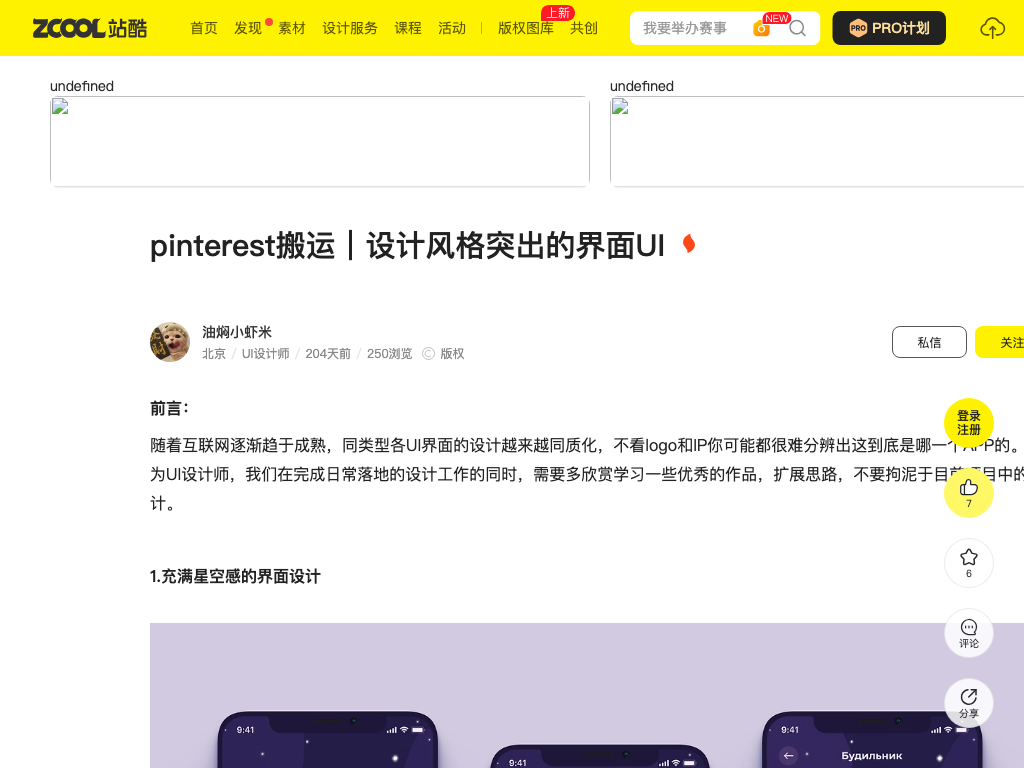 ZCOOL 站酷
首页 发现 素材 设计服务 课程 活动 版权图库 上新 共创 我要举办赛事 NEW PRO PRO计划
undefined undefined
pinterest搬运｜设计风格突出的界面UI
油焖小虾米
北京 / UI设计师 / 204天前 / 250浏览 © 版权
私信 关注
前言：
随着互联网逐渐趋于成熟，同类型各UI界面的设计越来越同质化，不看logo和IP你可能都很难分辨出这到底是哪一个APP的。
为UI设计师，我们在完成日常落地的设计工作的同时，需要多欣赏学习一些优秀的作品，扩展思路，不要拘泥于目前项目中的
计。
登录
注册
7
6
评论
分享
1.充满星空感的界面设计
9:41 9:41
Будильник
9:41